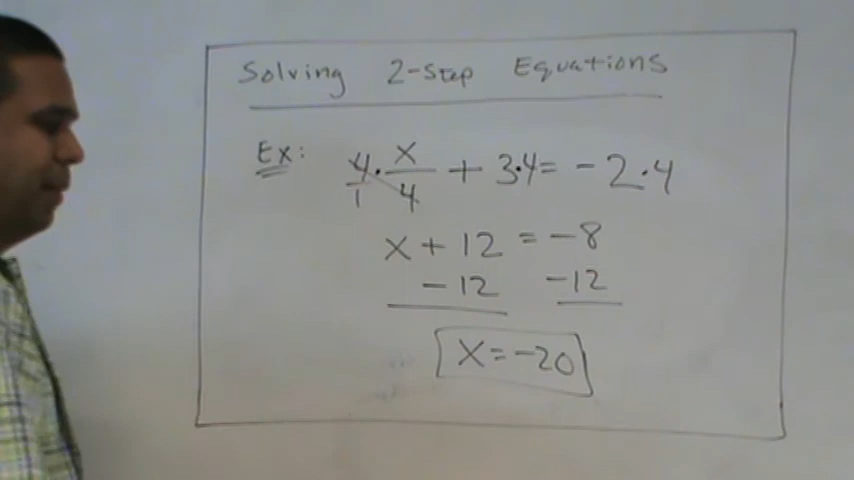 Solving 2-Step Equations
Ex: 4/1 · x/4 + 3·4 = -2·4
x + 12 = -8
-12 -12
x = -20